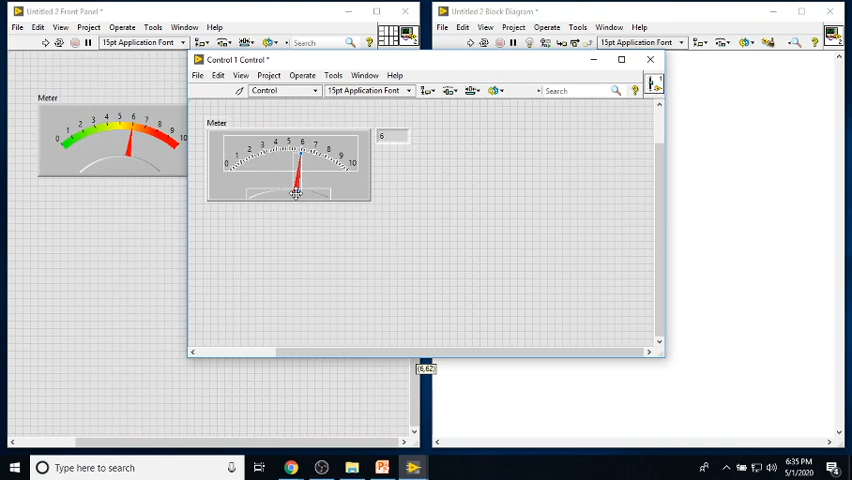 Untitled 2 Front Panel *
File Edit View Project Operate Tools Window
15pt Application Font
Search
Meter
0 1 2 3 4 5 6 7 8 9 10
Control 1 Control *
File Edit View Project Operate Tools Window Help
Control
15pt Application Font
Search
1
Meter
0 1 2 3 4 5 6 7 8 9 10
6
(6,62)
Untitled 2 Block Diagram *
File Edit View Project Operate Tools Window Help
15pt Application Font
Search
Type here to search
6:35 PM
5/1/2020